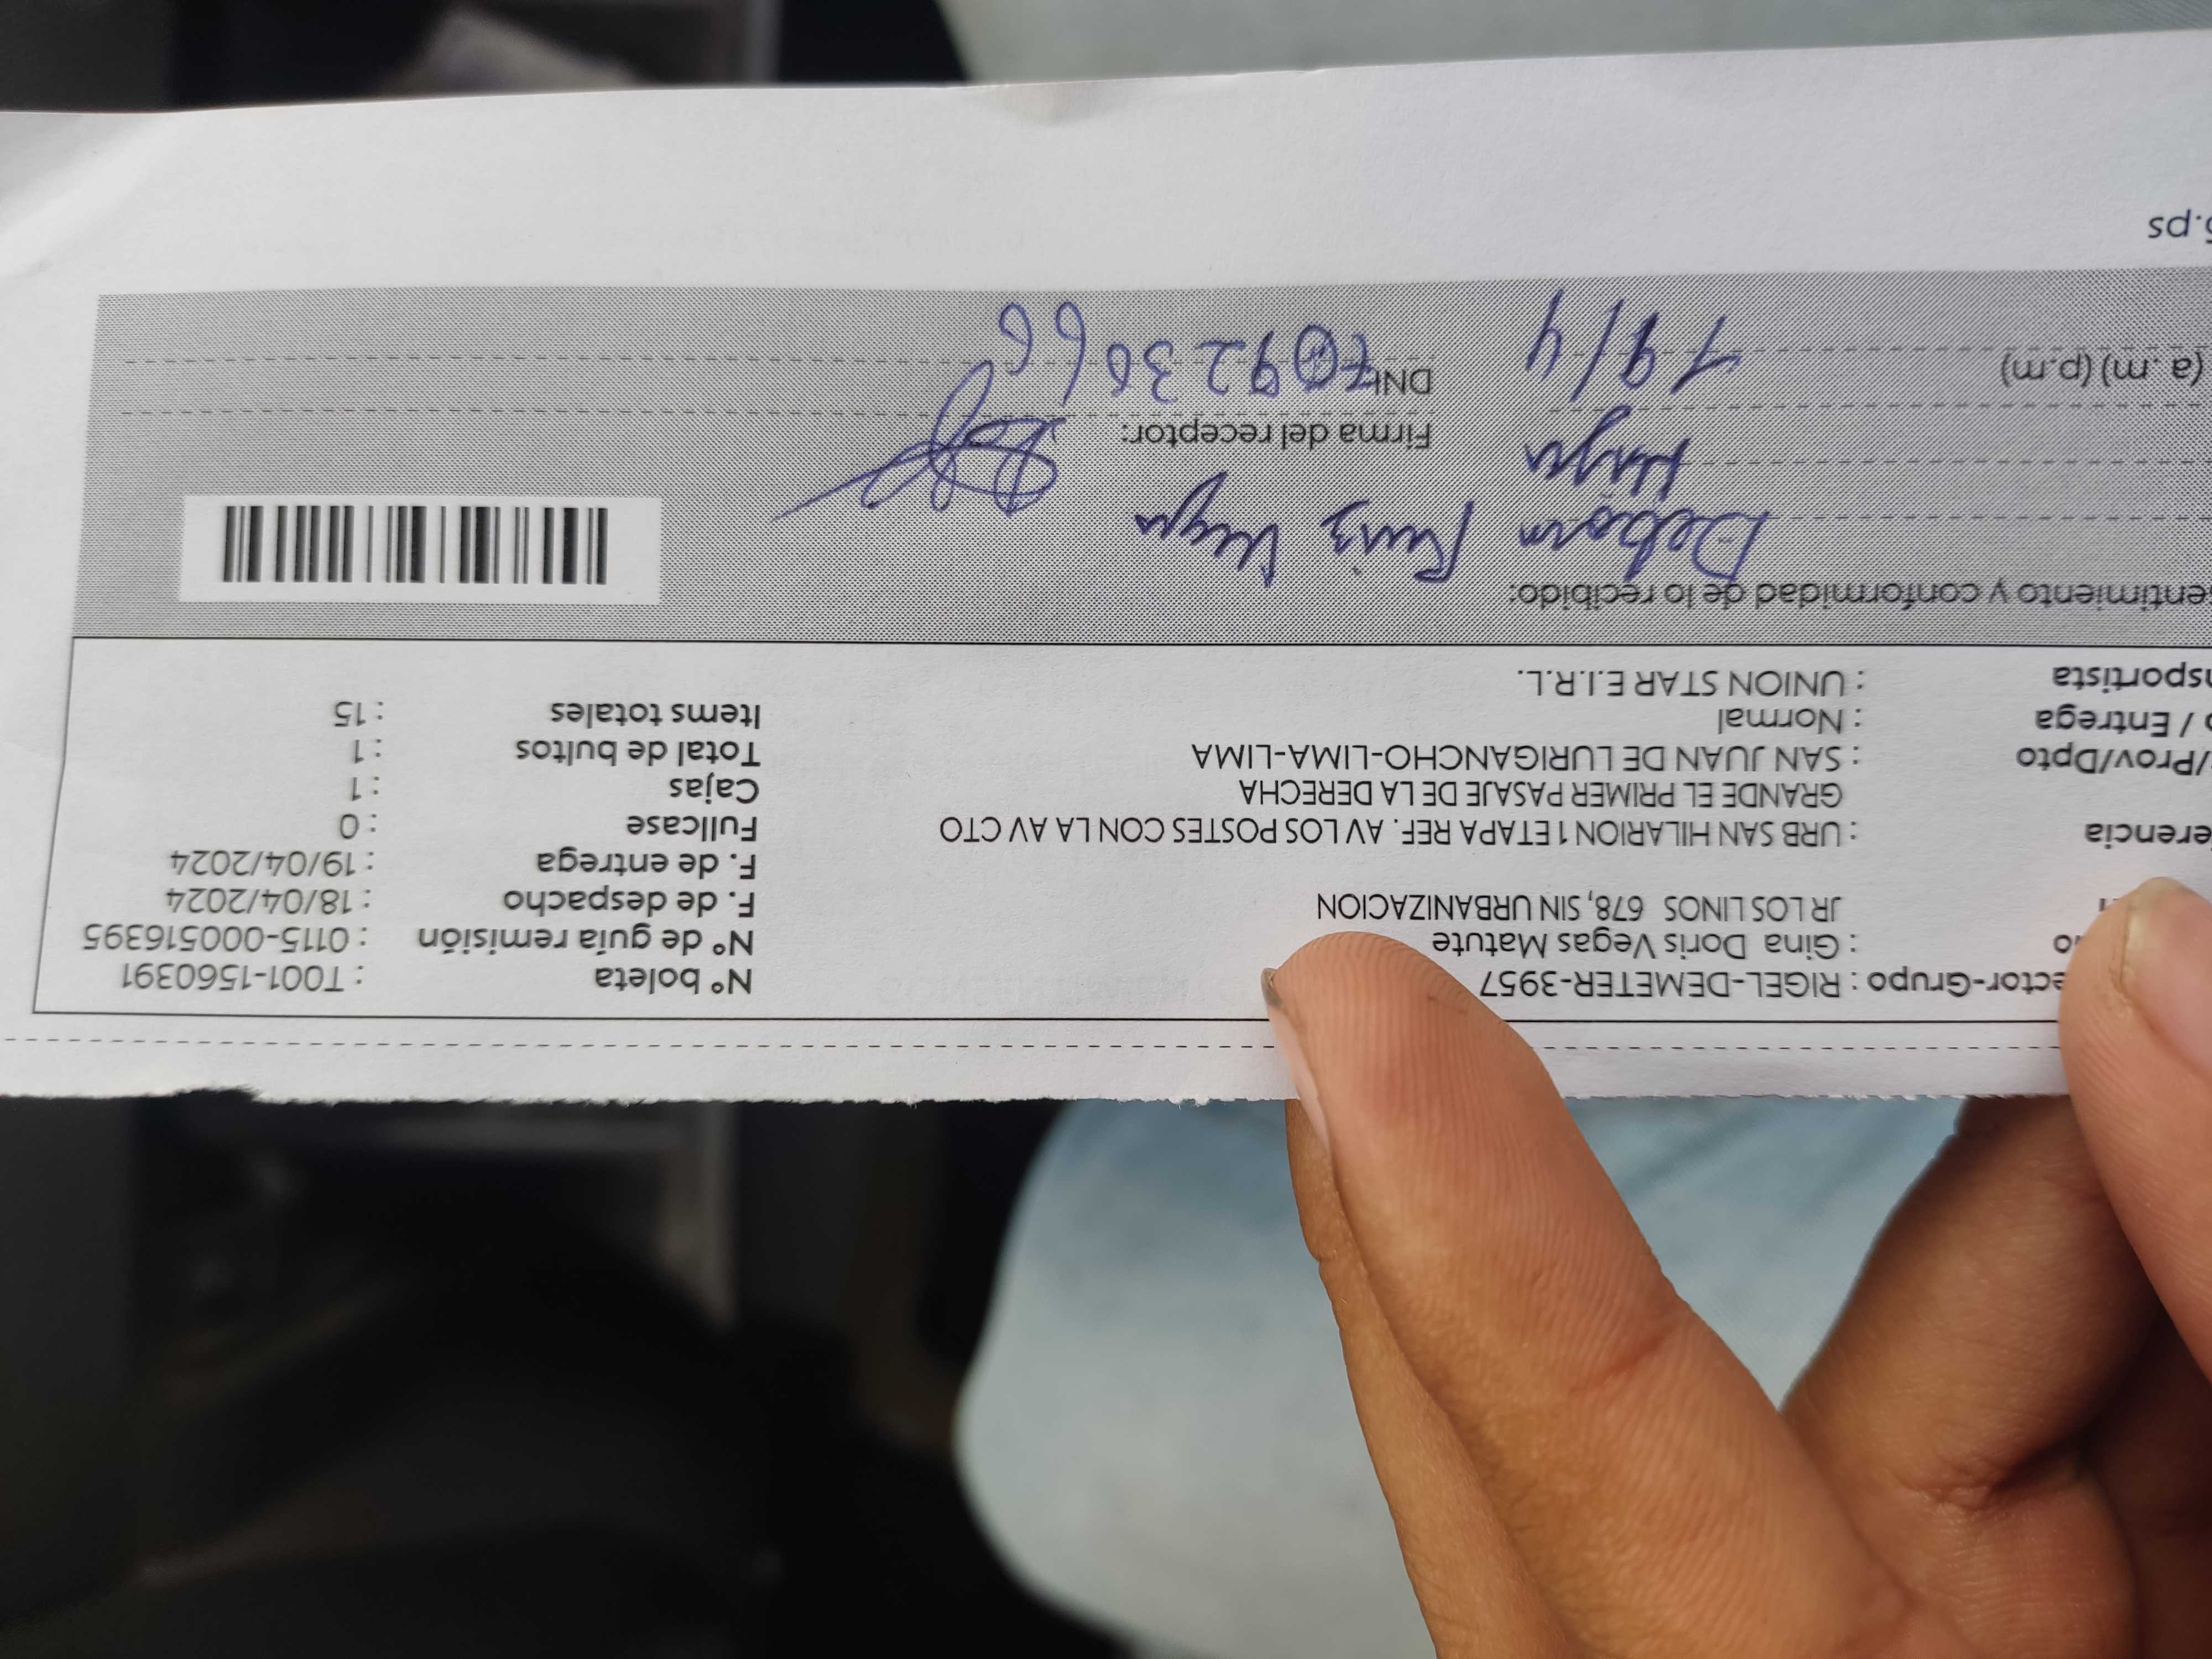 ector-Grupo : RIGEL-DEMETER-3957
o : Gina Doris Vegas Matute
JR LOS LINOS 678, SIN URBANIZACION
erencia : URB SAN HILARION 1 ETAPA REF. AV LOS POSTES CON LA AV CTO
GRANDE EL PRIMER PASAJE DE LA DERECHA
/Prov/Dpto : SAN JUAN DE LURIGANCHO-LIMA-LIMA
o / Entrega : Normal
nsportista : UNION STAR E.I.R.L.
N° boleta : T001-1560391
N° de guia remisión : 0115-000516395
F. de despacho : 18/04/2024
F. de entrega : 19/04/2024
Fullcase : 0
Cajas : 1
Total de bultos : 1
Items totales : 15
entimiento y conformidad de lo recibido:
Debora Ruiz
Firma del receptor:
(a .m) (p.m) 19/4
DNI:
.ps